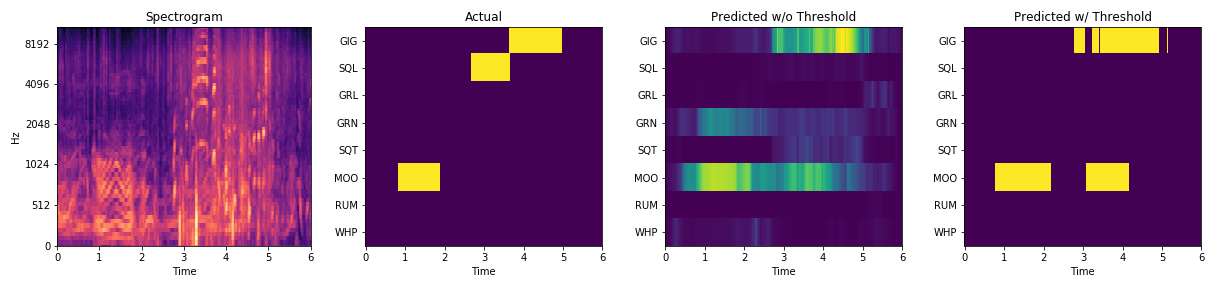 Spectrogram
8192
4096
2048
1024
512
0
Hz
0 1 2 3 4 5 6
Time
Actual
GIG
SQL
GRL
GRN
SQT
MOO
RUM
WHP
0 1 2 3 4 5 6
Time
Predicted w/o Threshold
GIG
SQL
GRL
GRN
SQT
MOO
RUM
WHP
0 1 2 3 4 5 6
Time
Predicted w/ Threshold
GIG
SQL
GRL
GRN
SQT
MOO
RUM
WHP
0 1 2 3 4 5 6
Time